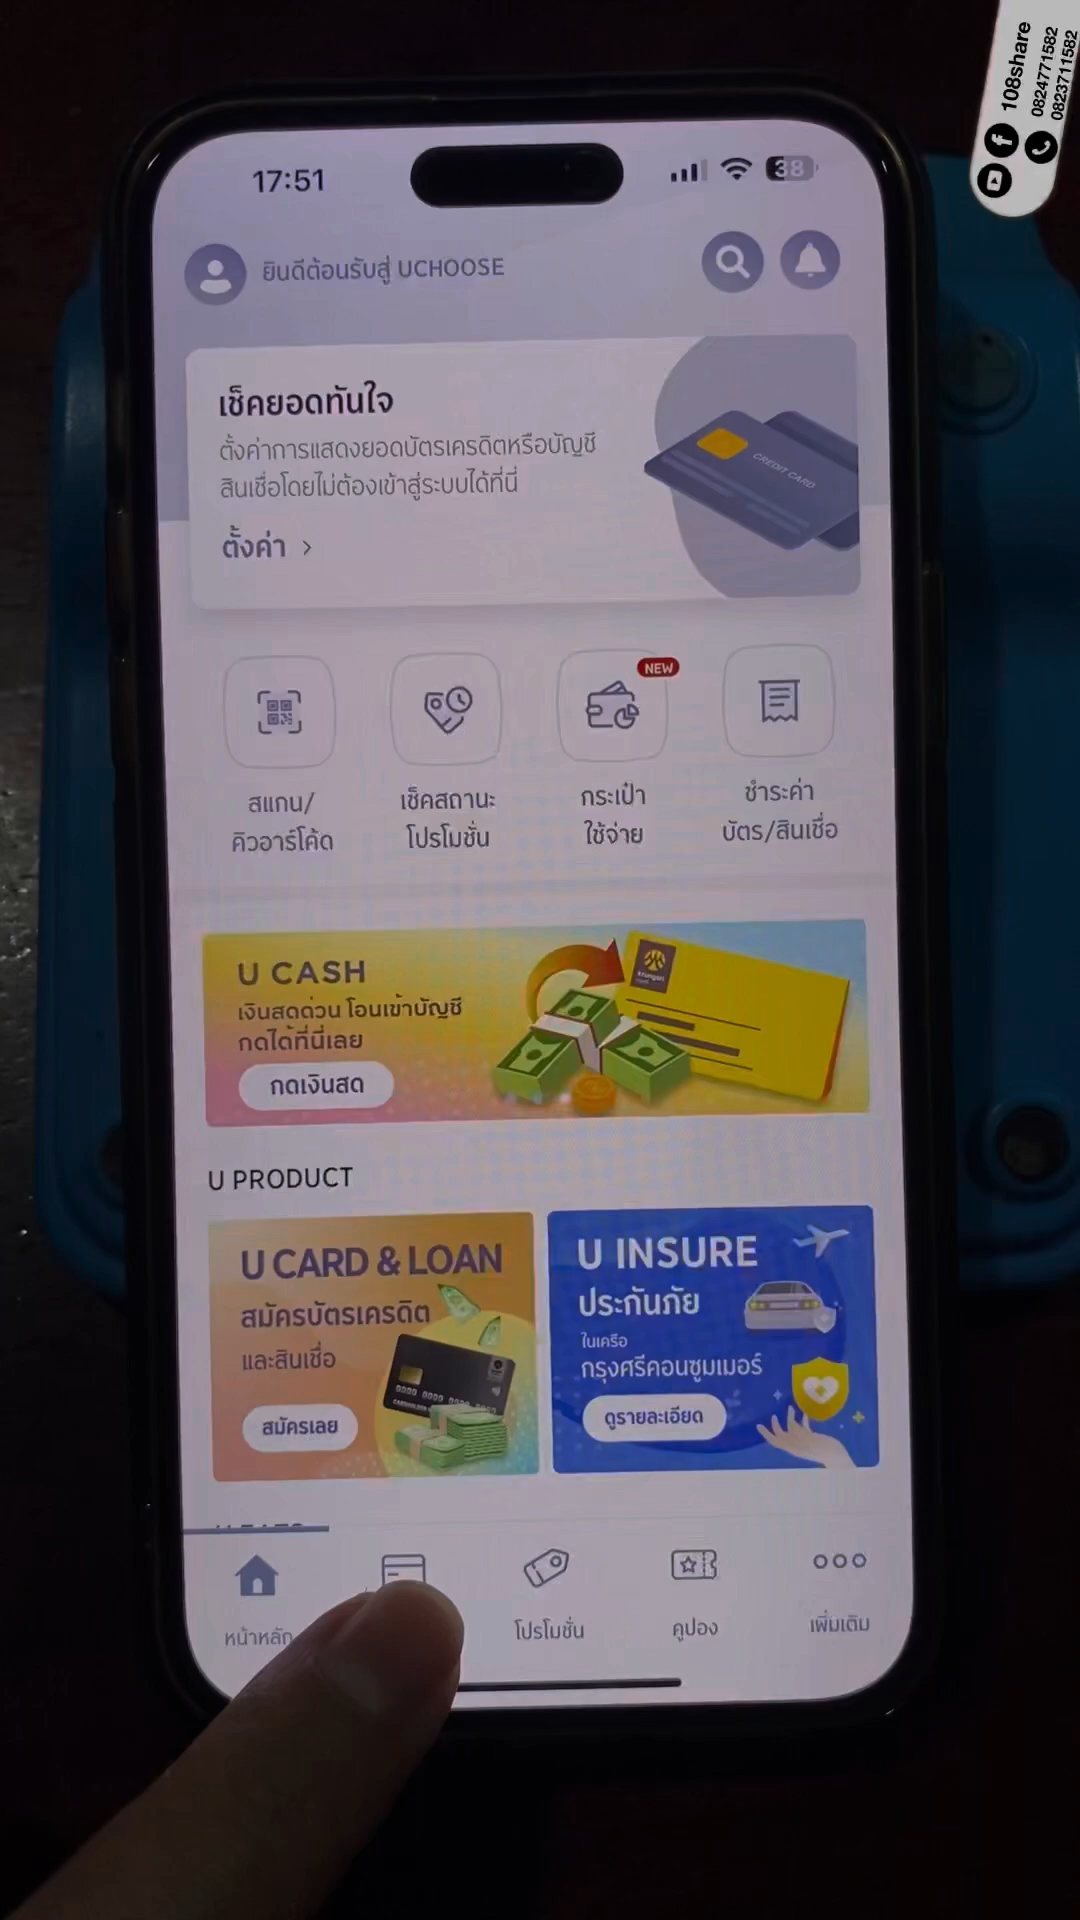 108share
0824771582
0823711582
17:51
38
ยินดีต้อนรับสู่ UCHOOSE
เช็คยอดทันใจ
ตั้งค่าการแสดงยอดบัตรเครดิตหรือบัญชี
สินเชื่อโดยไม่ต้องเข้าสู่ระบบได้ที่นี่
ตั้งค่า >
CREDIT CARD
NEW
สแกน/
คิวอาร์โค้ด
เช็คสถานะ
โปรโมชั่น
กระเป๋า
ใช้จ่าย
ชำระค่า
บัตร/สินเชื่อ
U CASH
เงินสดด่วน โอนเข้าบัญชี
กดได้ที่นี่เลย
กดเงินสด
U PRODUCT
U CARD & LOAN
สมัครบัตรเครดิต
และสินเชื่อ
สมัครเลย
U INSURE
ประกันภัย
ในเครือ
กรุงศรีคอนซูมเมอร์
ดูรายละเอียด
หน้าหลัก
โปรโมชั่น
คูปอง
เพิ่มเติม